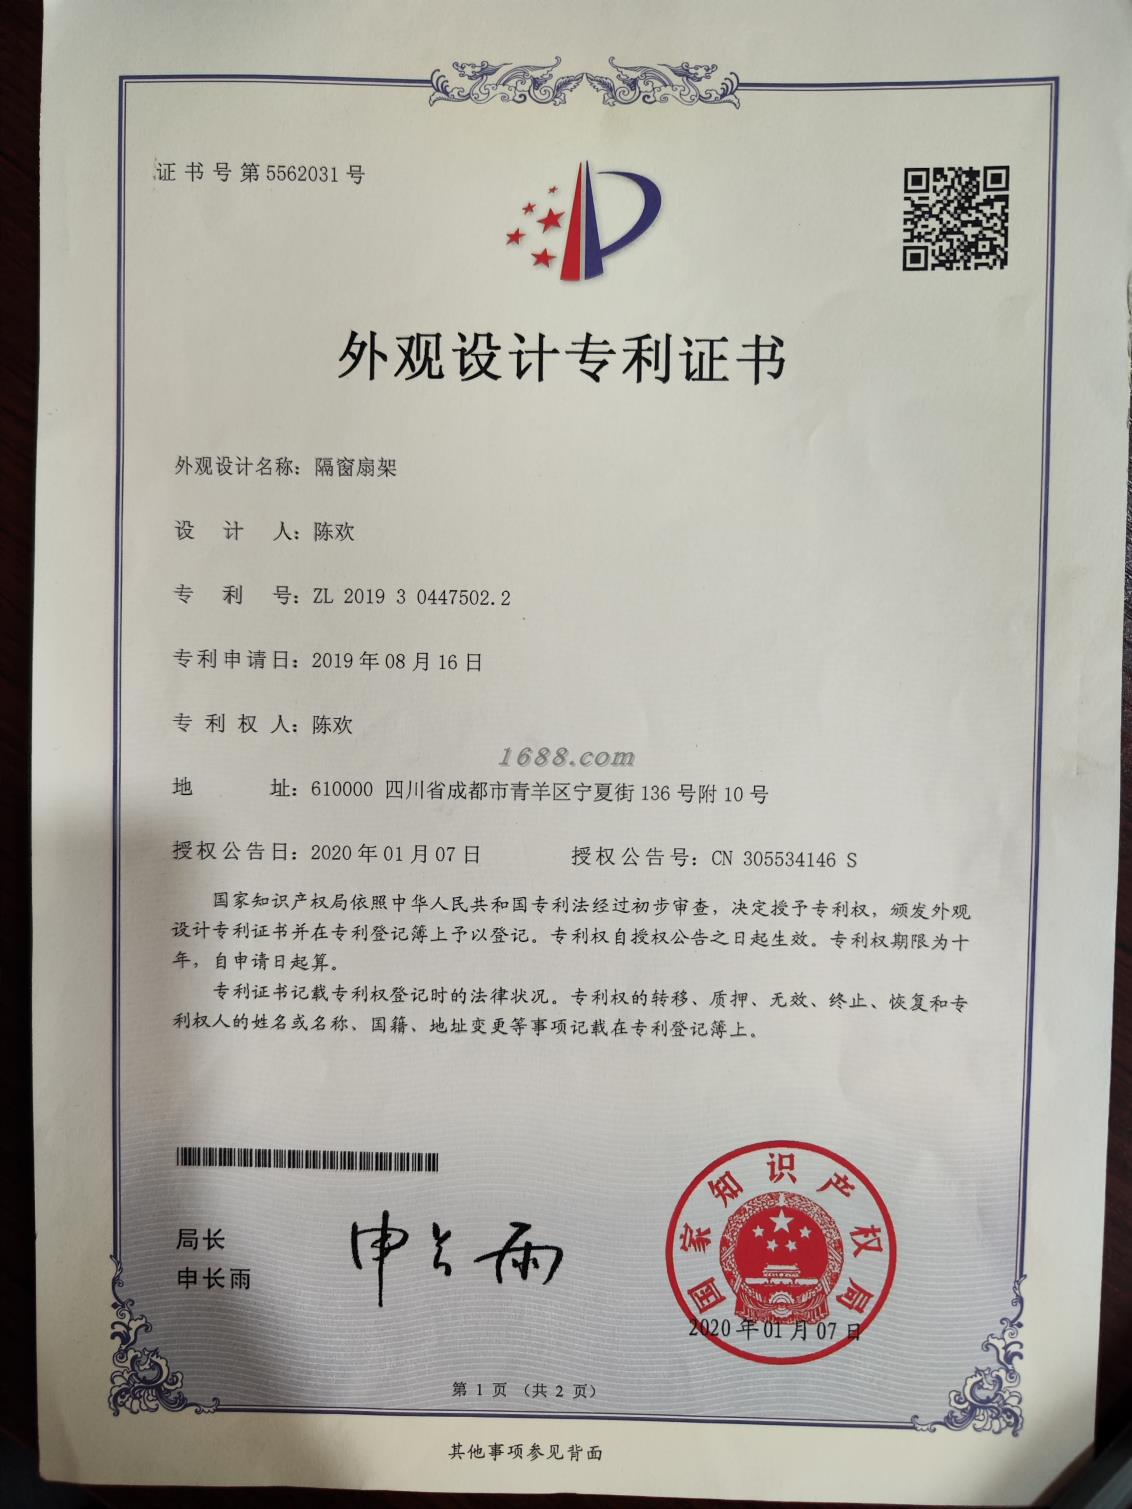 证书号第5562031号
外观设计专利证书
外观设计名称：隔窗扇架
设计人：陈欢
专利号：ZL 2019 3 0447502.2
专利申请日：2019年08月16日
专利权人：陈欢
1688.com
地址：610000 四川省成都市青羊区宁夏街136号附10号
授权公告日：2020年01月07日 授权公告号：CN 305534146 S
国家知识产权局依照中华人民共和国专利法经过初步审查，决定授予专利权，颁发外观
设计专利证书并在专利登记簿上予以登记。专利权自授权公告之日起生效。专利权期限为十
年，自申请日起算。
专利证书记载专利权登记时的法律状况。专利权的转移、质押、无效、终止、恢复和专
利权人的姓名或名称、国籍、地址变更等事项记载在专利登记簿上。
局长
申长雨
申长雨
国家知识产权局
2020年01月07日
第1页（共2页）
其他事项参见背面